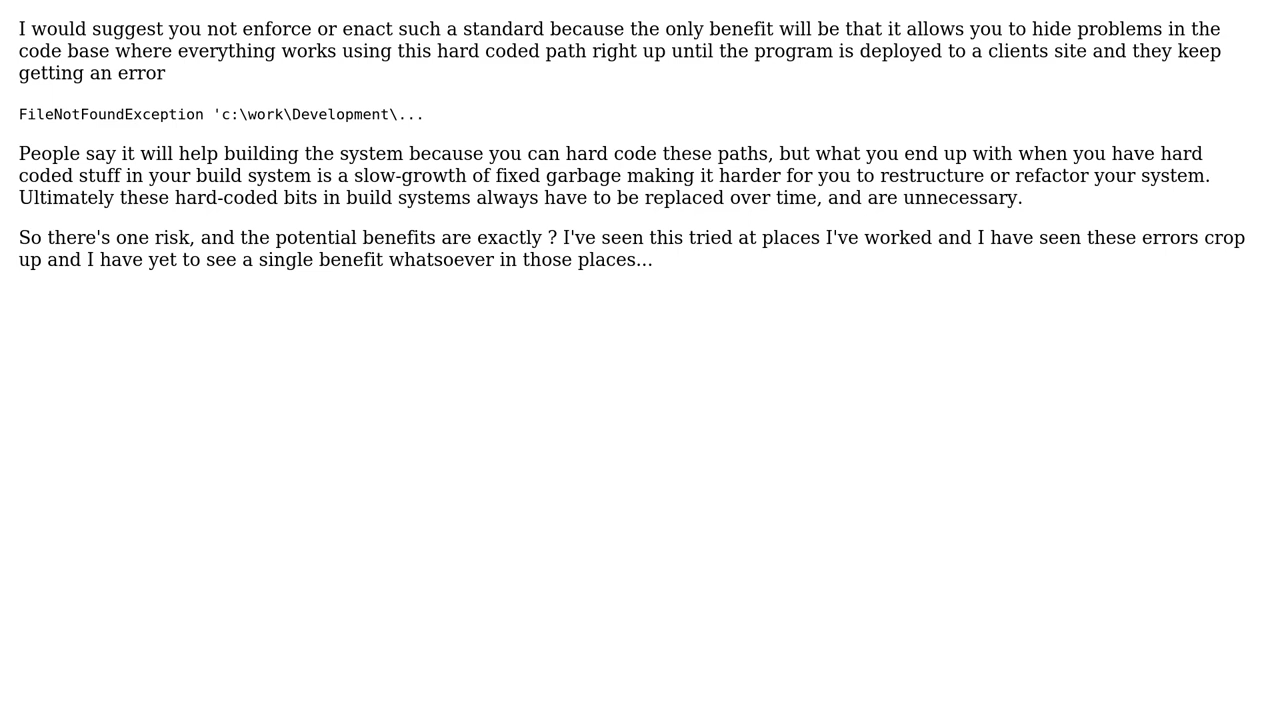 I would suggest you not enforce or enact such a standard because the only benefit will be that it allows you to hide problems in the
code base where everything works using this hard coded path right up until the program is deployed to a clients site and they keep
getting an error
FileNotFoundException 'c:\work\Development\...
People say it will help building the system because you can hard code these paths, but what you end up with when you have hard
coded stuff in your build system is a slow-growth of fixed garbage making it harder for you to restructure or refactor your system.
Ultimately these hard-coded bits in build systems always have to be replaced over time, and are unnecessary.
So there's one risk, and the potential benefits are exactly ? I've seen this tried at places I've worked and I have seen these errors crop
up and I have yet to see a single benefit whatsoever in those places...